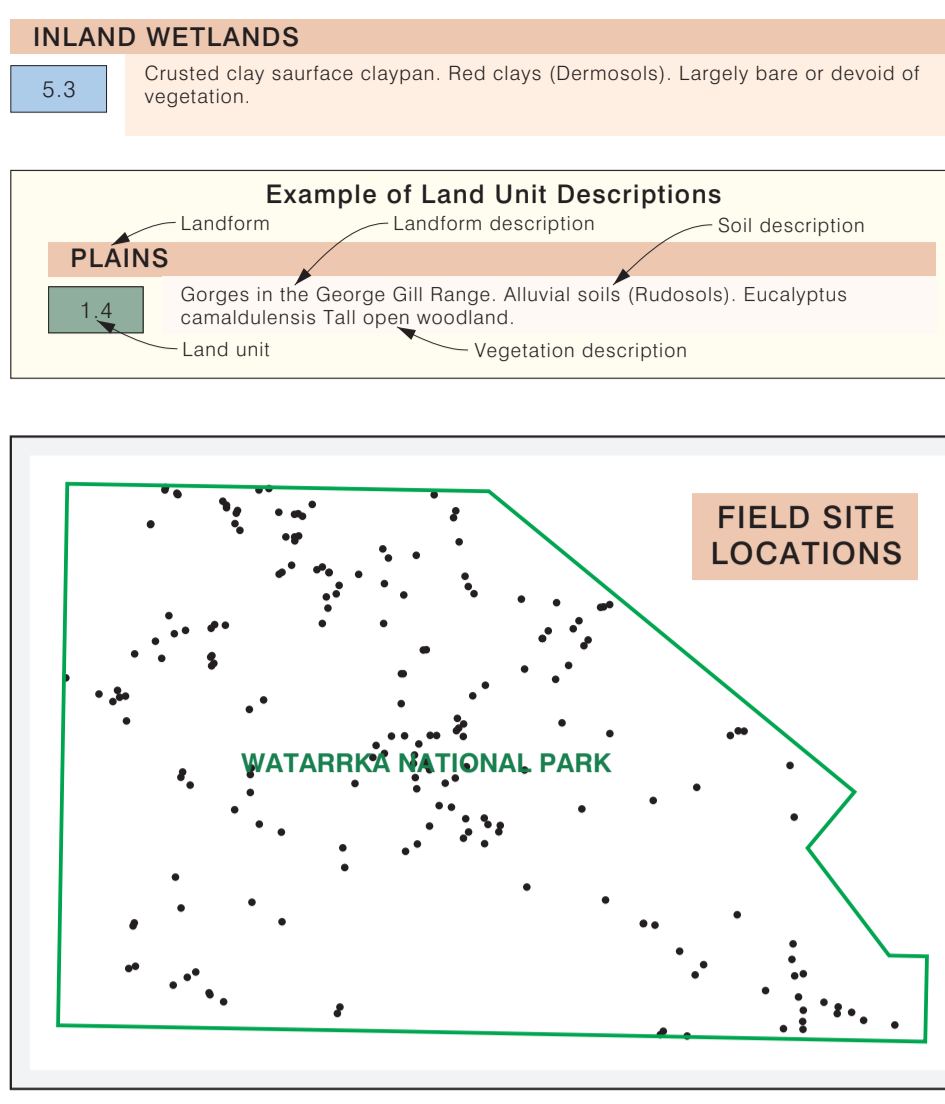 INLAND WETLANDS
5.3
Crusted clay saurface claypan. Red clays (Dermosols). Largely bare or devoid of
vegetation.
Example of Land Unit Descriptions
Landform
Landform description
Soil description
PLAINS
1.4
Gorges in the George Gill Range. Alluvial soils (Rudosols). Eucalyptus
camaldulensis Tall open woodland.
Land unit
Vegetation description
FIELD SITE
LOCATIONS
WATARRKA NATIONAL PARK